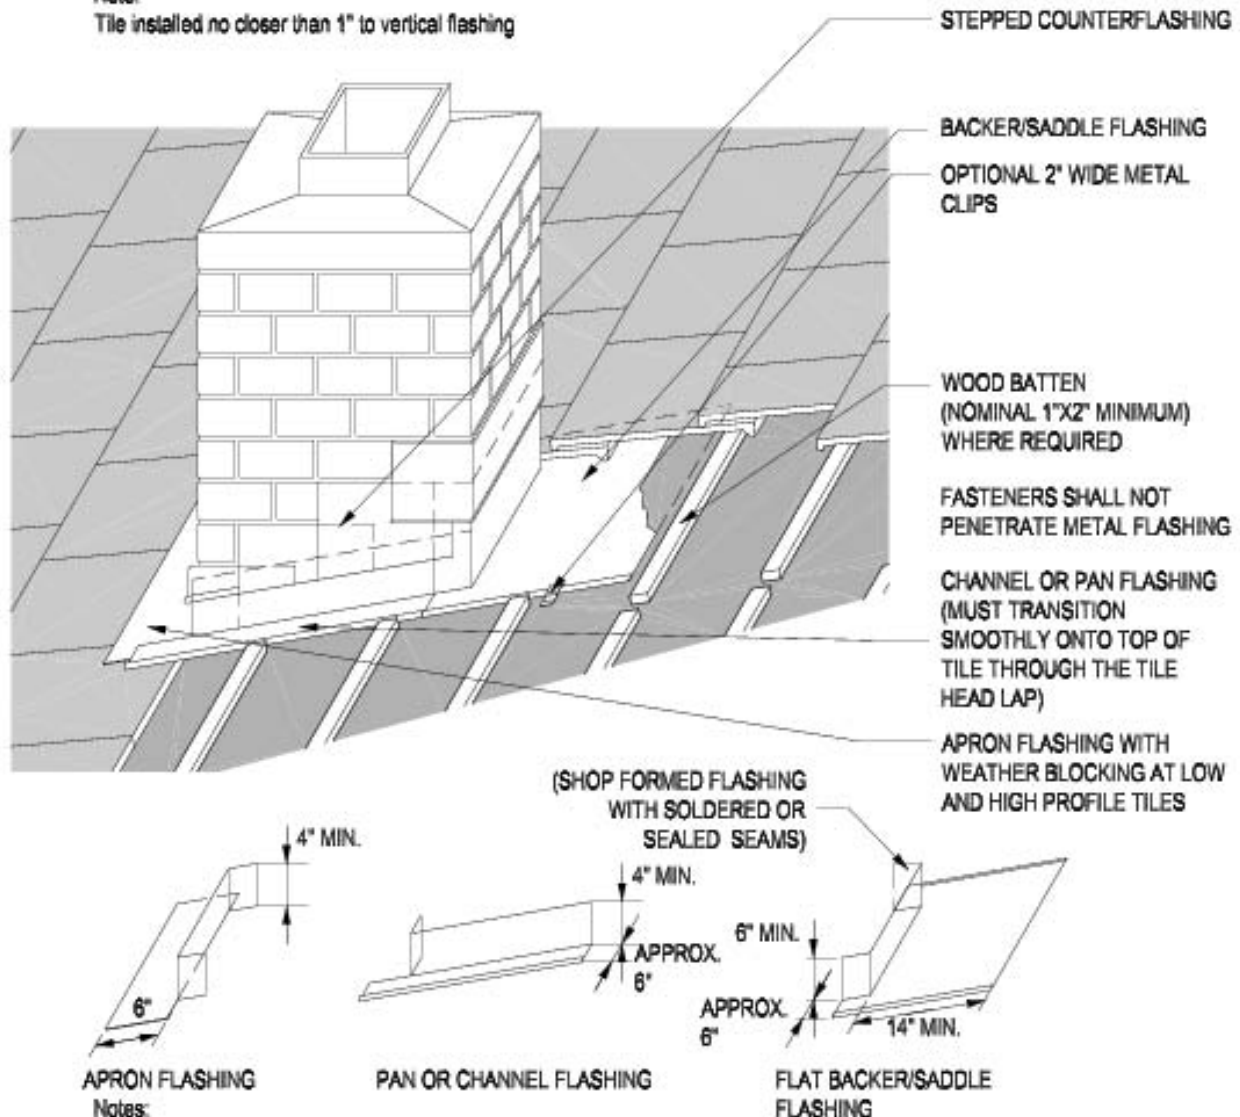 Note:
Tile installed no closer than 1" to vertical flashing
STEPPED COUNTERFLASHING
BACKER/SADDLE FLASHING
OPTIONAL 2" WIDE METAL
CLIPS
WOOD BATTEN
(NOMINAL 1"X2" MINIMUM)
WHERE REQUIRED
FASTENERS SHALL NOT
PENETRATE METAL FLASHING
CHANNEL OR PAN FLASHING
(MUST TRANSITION
SMOOTHLY ONTO TOP OF
TILE THROUGH THE TILE
HEAD LAP)
APRON FLASHING WITH
WEATHER BLOCKING AT LOW
AND HIGH PROFILE TILES
(SHOP FORMED FLASHING
WITH SOLDERED OR
SEALED SEAMS)
4" MIN.
6"
APRON FLASHING
Notes:
4" MIN.
APPROX.
6"
PAN OR CHANNEL FLASHING
6" MIN.
APPROX.
6"
14" MIN.
FLAT BACKER/SADDLE
FLASHING